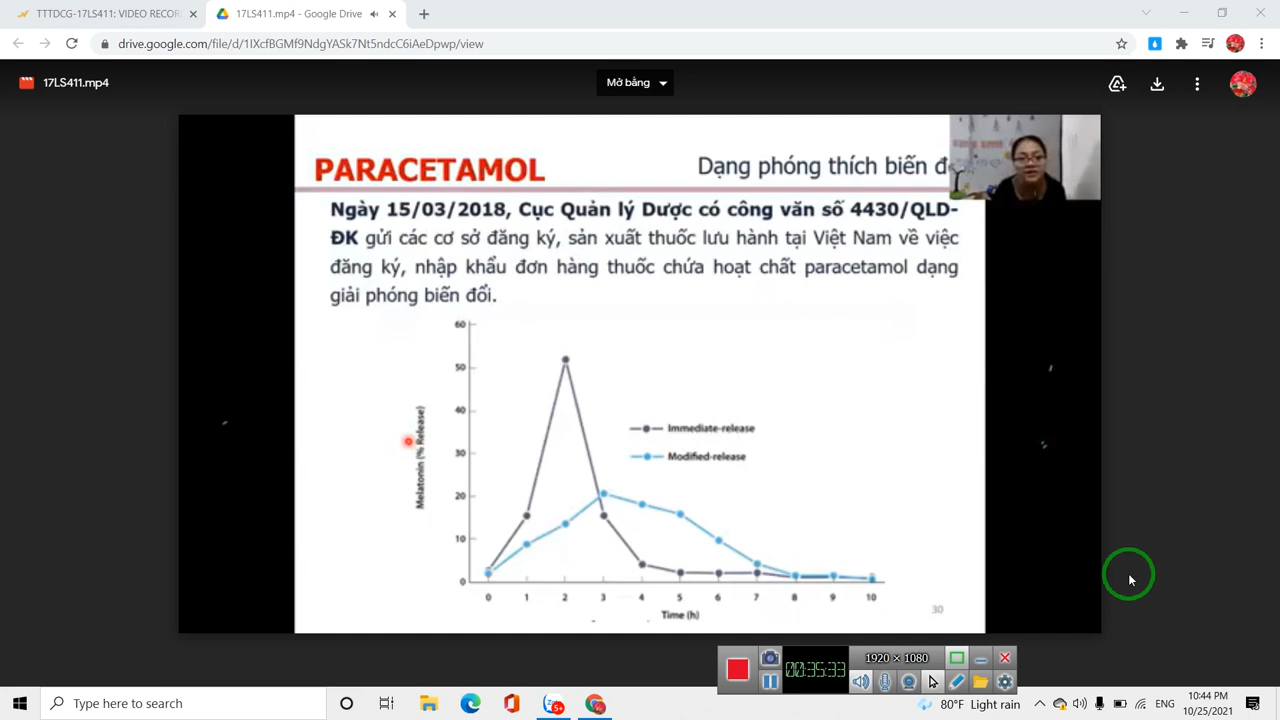 TTTDCG-17LS411: VIDEO RECORD
17LS411.mp4 - Google Drive
drive.google.com/file/d/1IXcfBGMf9NdgYASk7Nt5ndcC6iAeDpwp/view
17LS411.mp4
Mở bằng
PARACETAMOL
Dạng phóng thích biến đ
Ngày 15/03/2018, Cục Quản lý Dược có công văn số 4430/QLD-
ĐK gửi các cơ sở đăng ký, sản xuất thuốc lưu hành tại Việt Nam về việc
đăng ký, nhập khẩu đơn hàng thuốc chứa hoạt chất paracetamol dạng
giải phóng biến đổi.
60
50
40
30
20
10
0
Melatonin (% Release)
Immediate-release
Modified-release
0 1 2 3 4 5 6 7 8 9 10
Time (h)
30
00:35:33
1920 × 1080
Type here to search
5+
80°F Light rain
ENG
10:44 PM
10/25/2021